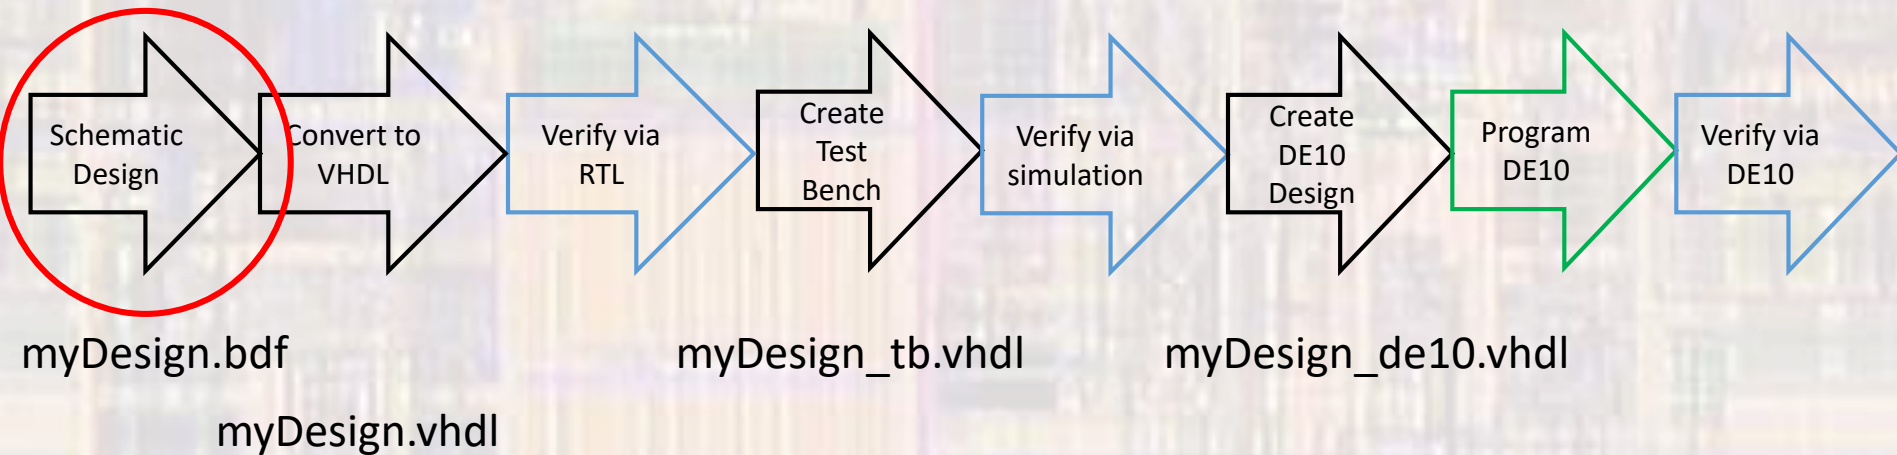 Schematic
Design
Convert to
VHDL
Verify via
RTL
Create
Test
Bench
Verify via
simulation
Create
DE10
Design
Program
DE10
Verify via
DE10
myDesign.bdf
myDesign_tb.vhdl
myDesign_de10.vhdl
myDesign.vhdl